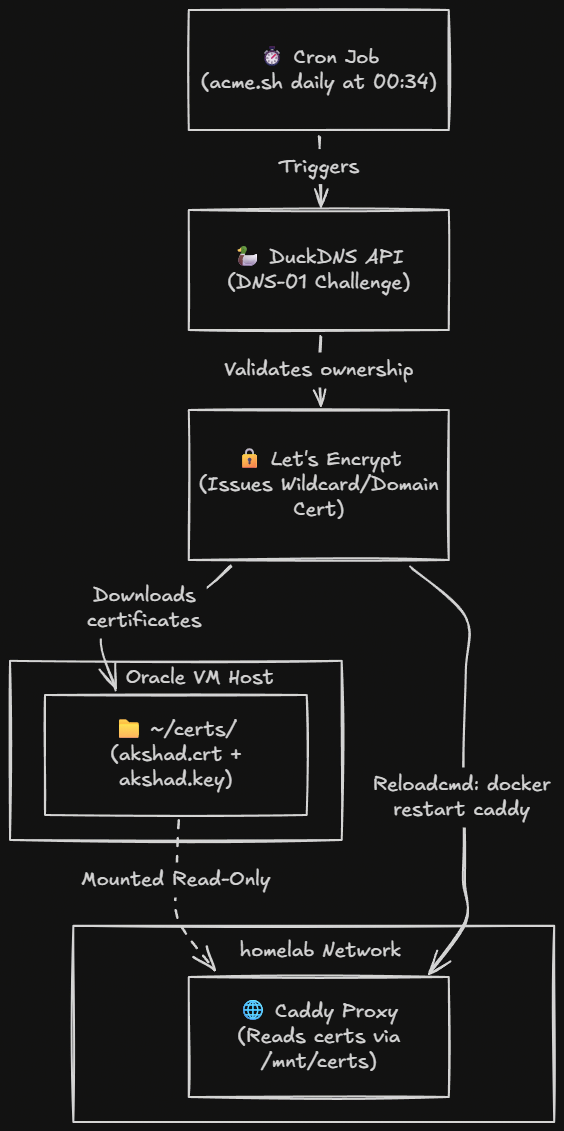 ⏱️ Cron Job
(acme.sh daily at 00:34)
Triggers
🦆 DuckDNS API
(DNS-01 Challenge)
Validates ownership
🔒 Let's Encrypt
(Issues Wildcard/Domain
Cert)
Downloads
certificates
Oracle VM Host
📁 ~/certs/
(akshad.crt +
akshad.key)
Reloadcmd: docker
restart caddy
Mounted Read-Only
homelab Network
🌐 Caddy Proxy
(Reads certs via
/mnt/certs)